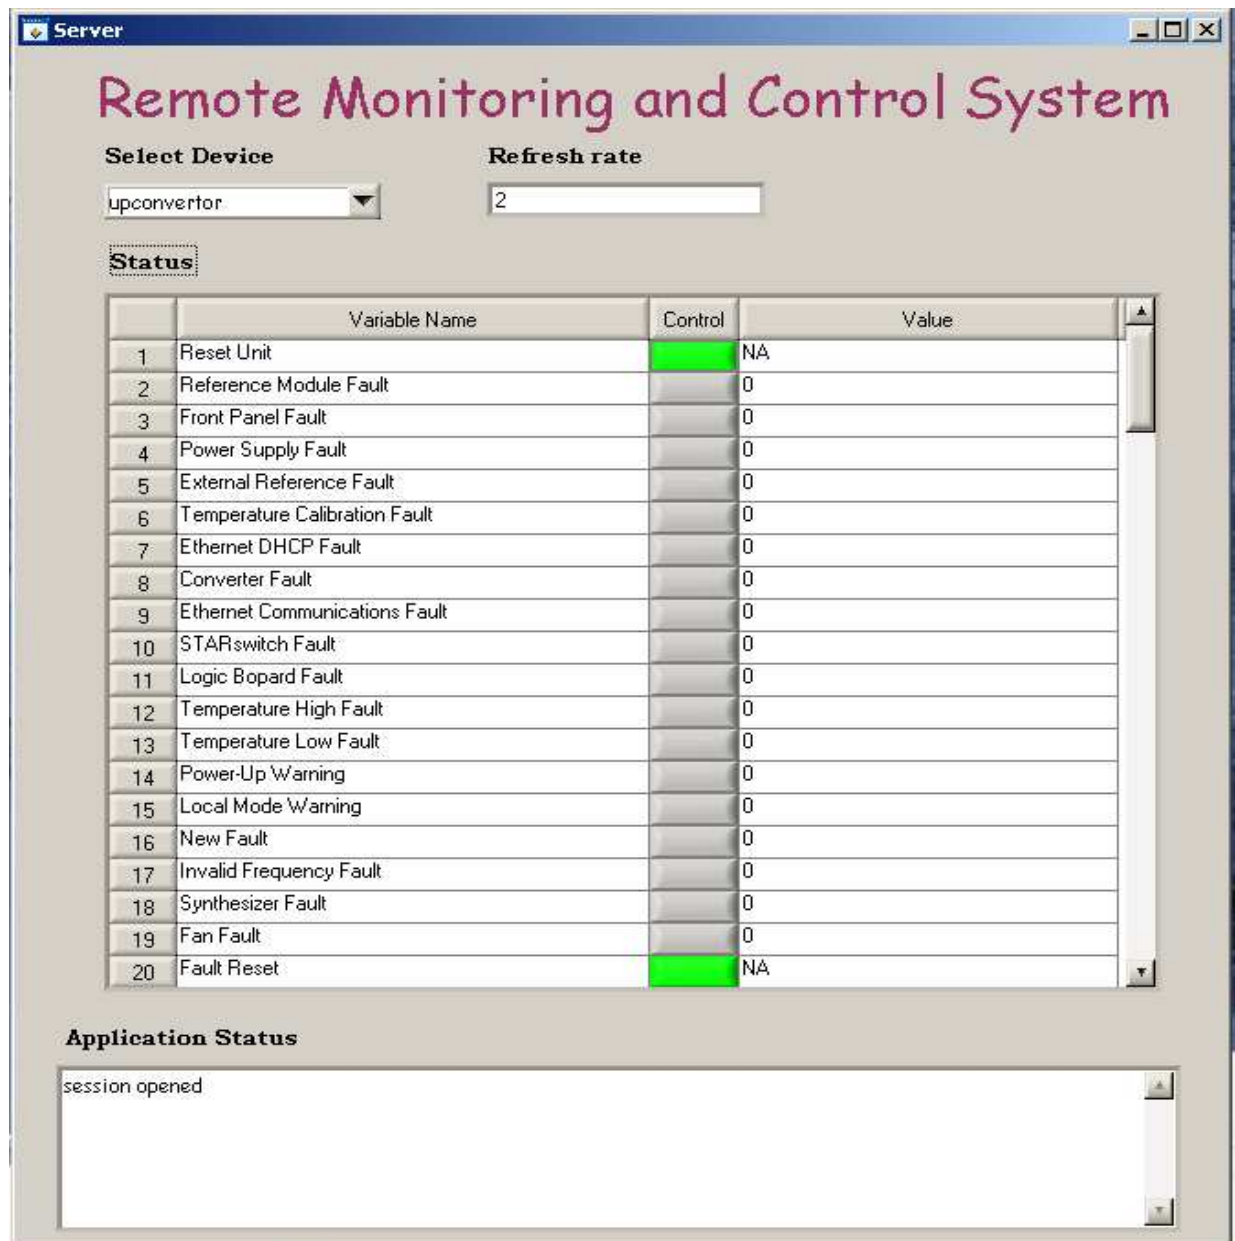 Server
Remote Monitoring and Control System
Select Device Refresh rate
upconvertor 2
Status
Variable Name Control Value
1 Reset Unit NA
2 Reference Module Fault 0
3 Front Panel Fault 0
4 Power Supply Fault 0
5 External Reference Fault 0
6 Temperature Calibration Fault 0
7 Ethernet DHCP Fault 0
8 Converter Fault 0
9 Ethernet Communications Fault 0
10 STARswitch Fault 0
11 Logic Bopard Fault 0
12 Temperature High Fault 0
13 Temperature Low Fault 0
14 Power-Up Warning 0
15 Local Mode Warning 0
16 New Fault 0
17 Invalid Frequency Fault 0
18 Synthesizer Fault 0
19 Fan Fault 0
20 Fault Reset NA
Application Status
session opened